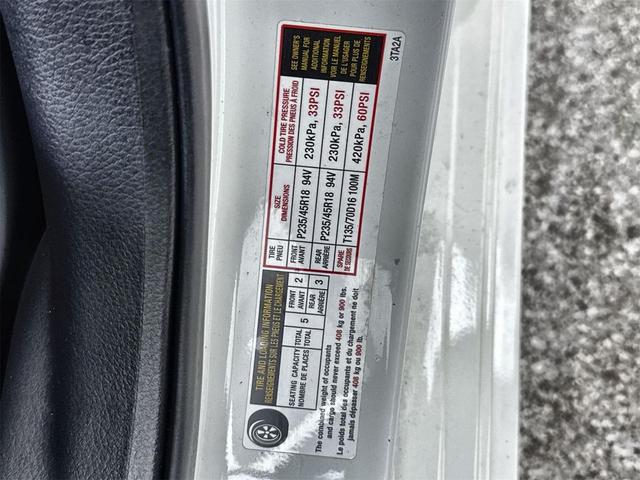 TIRE AND LOADING INFORMATION
RENSEIGNEMENTS SUR LES PNEUS ET LE CHARGEMENT
SEATING CAPACITY
NOMBRE DE PLACES
TOTAL
TOTAL
5
FRONT
AVANT
2
REAR
ARRIÈRE
3
The combined weight of occupants
and cargo should never exceed 408 kg or 900 lbs.
Le poids total des occupants et du chargement ne doit
jamais dépasser 408 kg ou 900 lb.
TIRE
PNEU
SIZE
DIMENSIONS
COLD TIRE PRESSURE
PRESSION DES PNEUS À FROID
FRONT
AVANT
P235/45R18 94V
230kPa, 33PSI
REAR
ARRIÈRE
P235/45R18 94V
230kPa, 33PSI
SPARE
DE SECOURS
T135/70D16 100M
420kPa, 60PSI
SEE OWNER'S
MANUAL FOR
ADDITIONAL
INFORMATION
VOIR LE MANUEL
DE L'USAGER
POUR PLUS DE
RENSEIGNEMENTS
3TA2A